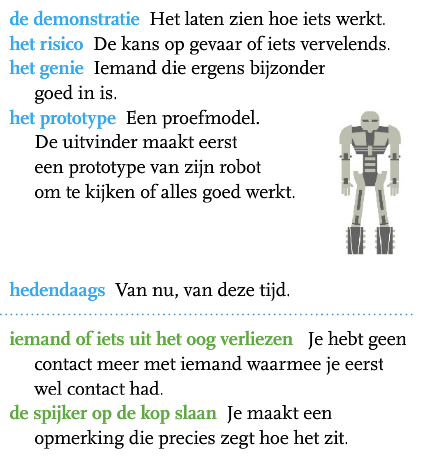 de demonstratie Het laten zien hoe iets werkt.
het risico De kans op gevaar of iets vervelends.
het genie Iemand die ergens bijzonder
goed in is.
het prototype Een proefmodel.
De uitvinder maakt eerst
een prototype van zijn robot
om te kijken of alles goed werkt.
hedendaags Van nu, van deze tijd.
iemand of iets uit het oog verliezen Je hebt geen
contact meer met iemand waarmee je eerst
wel contact had.
de spijker op de kop slaan Je maakt een
opmerking die precies zegt hoe het zit.